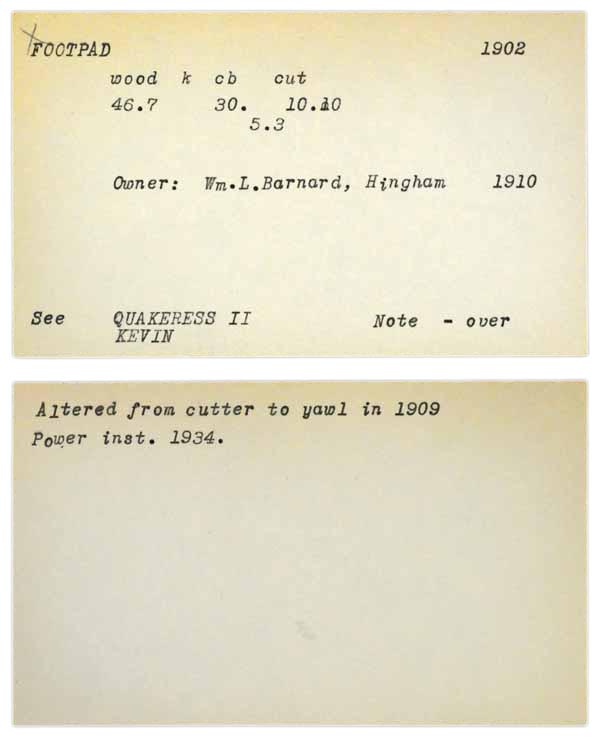 FOOTPAD 1902
wood k cb cut
46.7 30. 10.10
5.3
Owner: Wm.L.Barnard, Hingham 1910
See QUAKERESS II Note - over
KEVIN
Altered from cutter to yawl in 1909
Power inst. 1934.